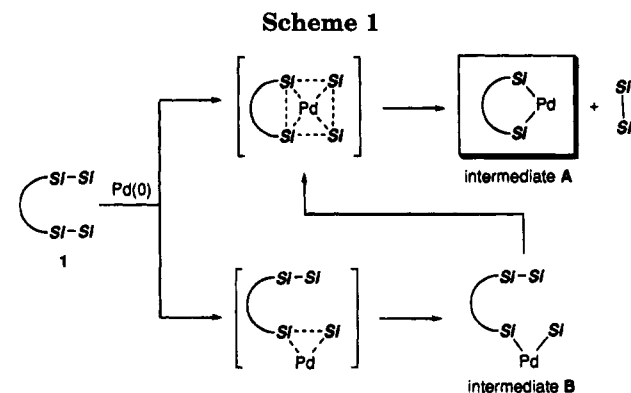 Scheme 1
Si Si Si
Pd Pd +
Si Si Si Si
Si-Si
Pd(0)
intermediate A
Si-Si
1
Si-Si Si-Si
Si Si Si Si
Pd Pd
intermediate B